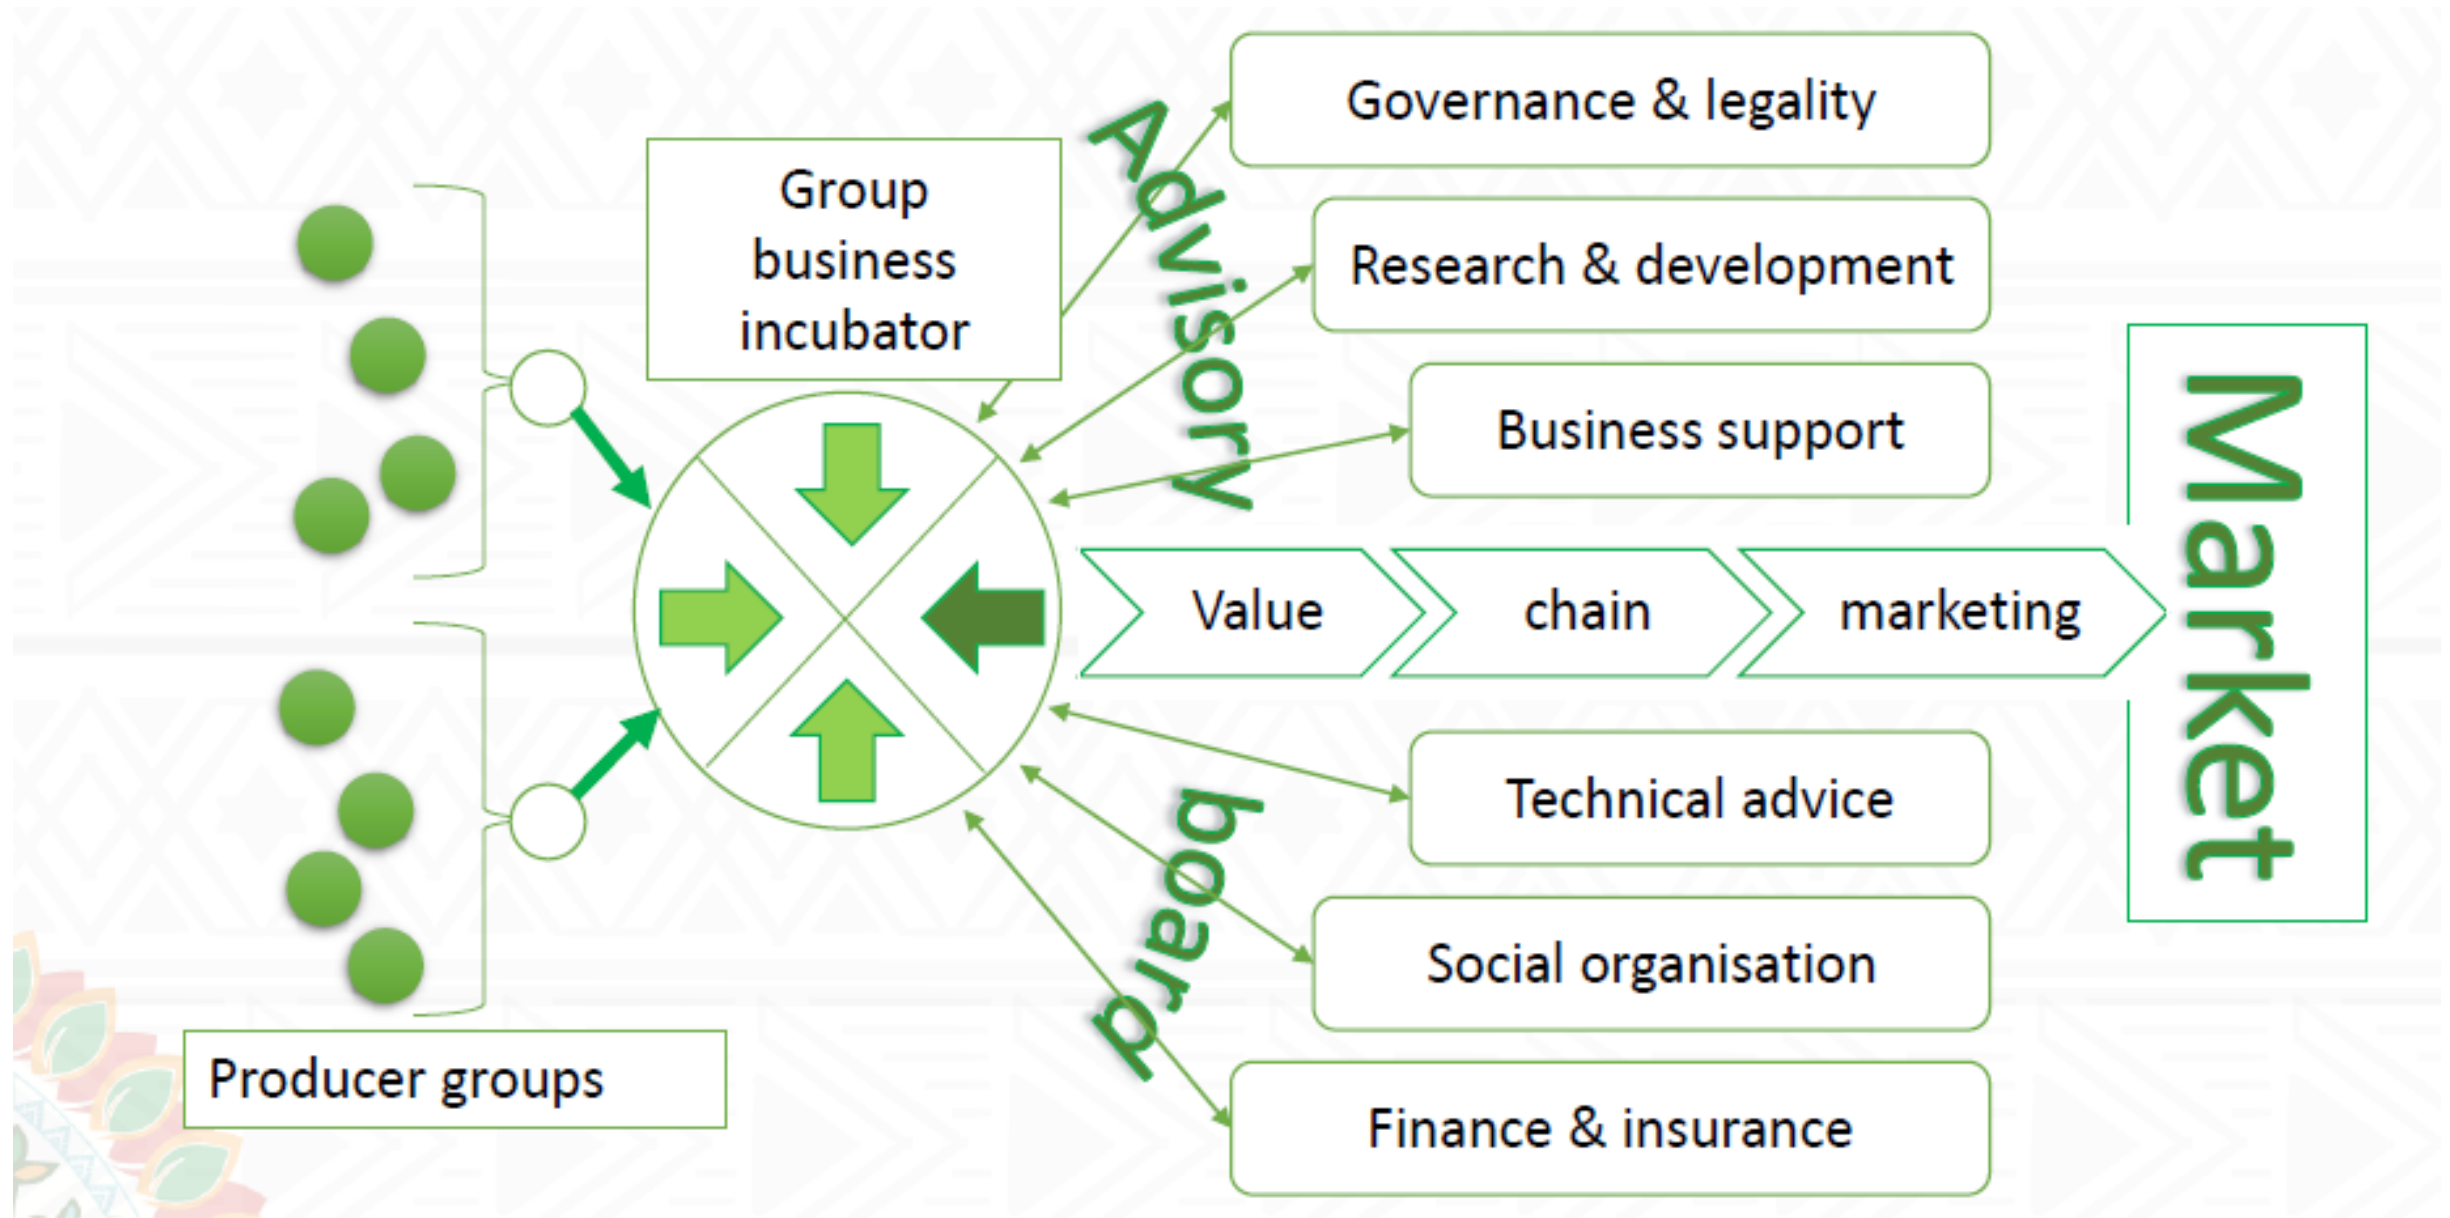 Group
business
incubator
Producer groups
Advisory
board
Governance & legality
Research & development
Business support
Value
chain
marketing
Technical advice
Social organisation
Finance & insurance
Market